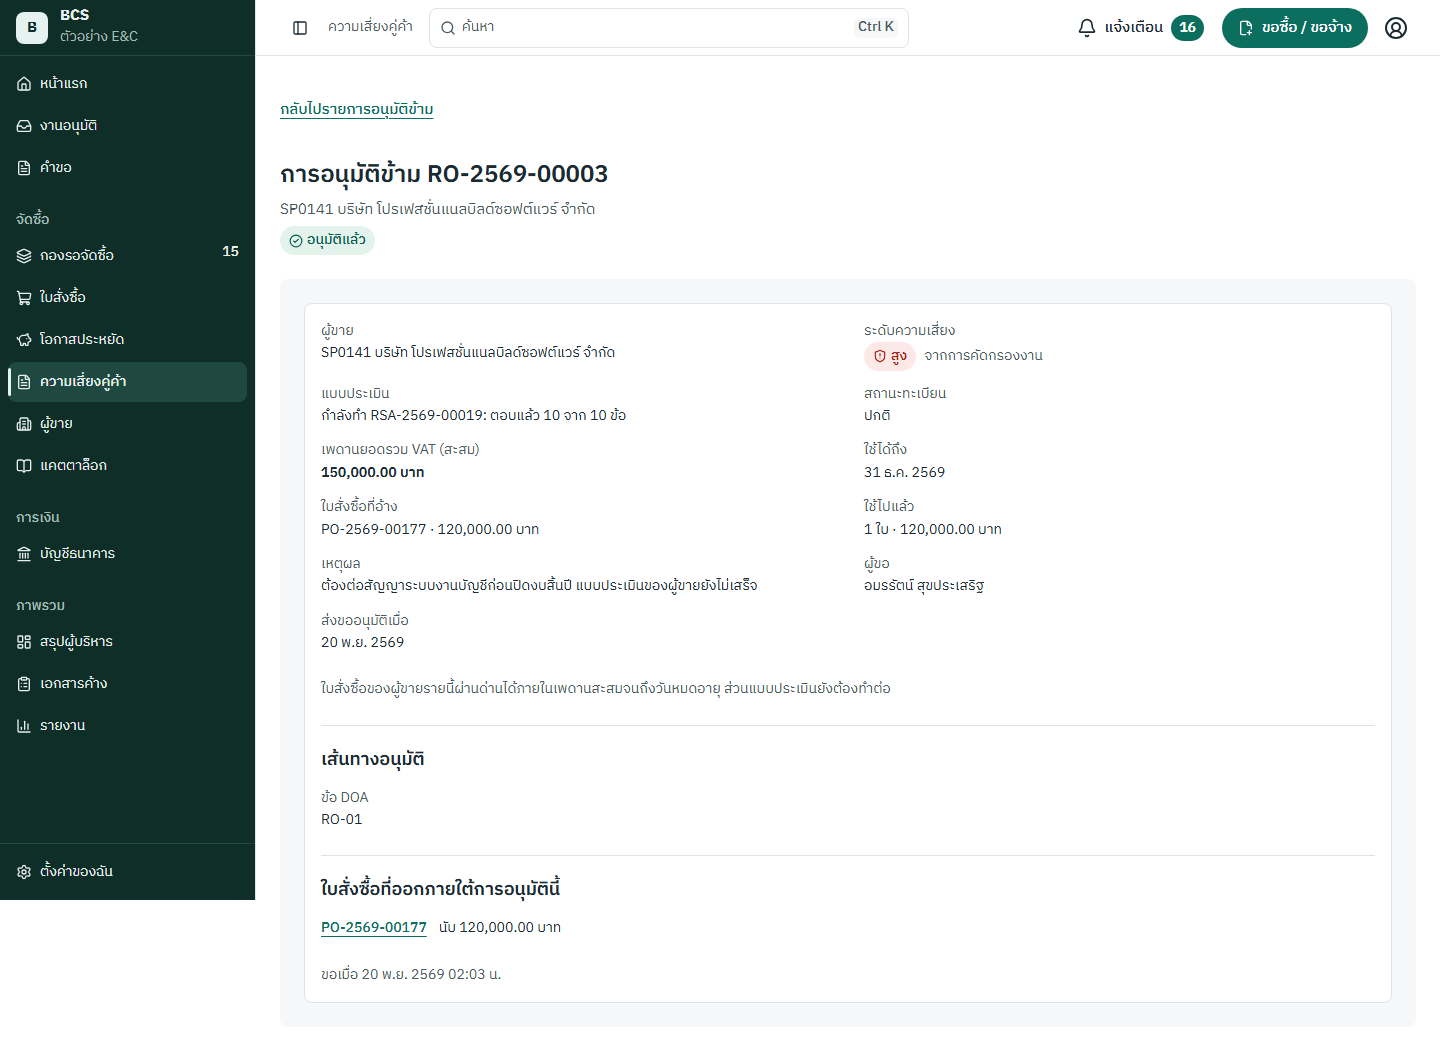 B
BCS
ตัวอย่าง E&C
หน้าแรก
งานอนุมัติ
คำขอ
จัดซื้อ
กองรอจัดซื้อ 15
ใบสั่งซื้อ
โอกาสประหยัด
ความเสี่ยงคู่ค้า
ผู้ขาย
แคตตาล็อก
การเงิน
บัญชีธนาคาร
ภาพรวม
สรุปผู้บริหาร
เอกสารค้าง
รายงาน
ตั้งค่าของฉัน
ความเสี่ยงคู่ค้า
ค้นหา Ctrl K
แจ้งเตือน 16
ขอซื้อ / ขอจ้าง
กลับไปรายการอนุมัติข้าม
การอนุมัติข้าม RO-2569-00003
SP0141 บริษัท โปรเฟสชั่นแนลบิลด์ซอฟต์แวร์ จำกัด
อนุมัติแล้ว
ผู้ขาย
SP0141 บริษัท โปรเฟสชั่นแนลบิลด์ซอฟต์แวร์ จำกัด
ระดับความเสี่ยง
สูง จากการคัดกรองงาน
แบบประเมิน
กำลังทำ RSA-2569-00019: ตอบแล้ว 10 จาก 10 ข้อ
สถานะทะเบียน
ปกติ
เพดานยอดรวม VAT (สะสม)
150,000.00 บาท
ใช้ได้ถึง
31 ธ.ค. 2569
ใบสั่งซื้อที่อ้าง
PO-2569-00177 · 120,000.00 บาท
ใช้ไปแล้ว
1 ใบ · 120,000.00 บาท
เหตุผล
ต้องต่อสัญญาระบบงานบัญชีก่อนปิดงบสิ้นปี แบบประเมินของผู้ขายยังไม่เสร็จ
ผู้ขอ
อมรรัตน์ สุขประเสริฐ
ส่งขออนุมัติเมื่อ
20 พ.ย. 2569
ใบสั่งซื้อของผู้ขายรายนี้ผ่านด่านได้ภายในเพดานสะสมจนถึงวันหมดอายุ ส่วนแบบประเมินยังต้องทำต่อ
เส้นทางอนุมัติ
ข้อ DOA
RO-01
ใบสั่งซื้อที่ออกภายใต้การอนุมัตินี้
PO-2569-00177 นับ 120,000.00 บาท
ขอเมื่อ 20 พ.ย. 2569 02:03 น.